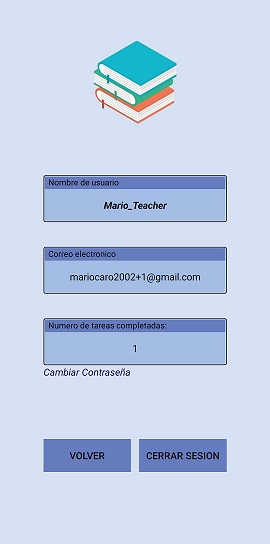 Nombre de usuario
Mario_Teacher
Correo electronico
mariocaro2002+1@gmail.com
Numero de tareas completadas:
1
Cambiar Contraseña
VOLVER
CERRAR SESION